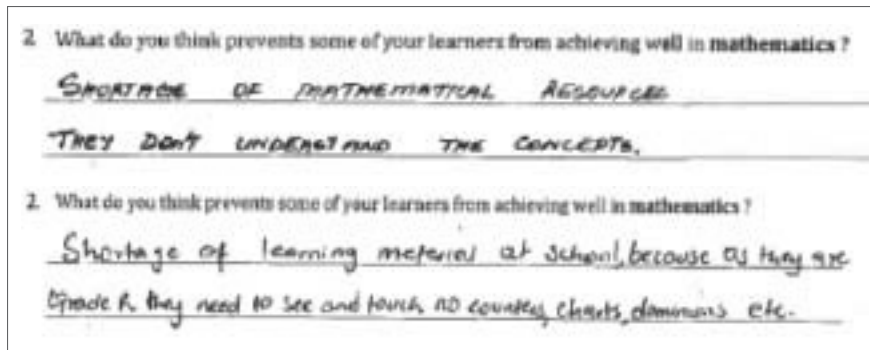 2. What do you think prevents some of your learners from achieving well in mathematics ?
SHORTAGE OF MATHEMATICAL RESOURCES
THEY DON'T UNDERSTAND THE CONCEPTS.
2. What do you think prevents some of your learners from achieving well in mathematics ?
Shortage of learning material at school, because as they are
Grade R they need to see and touch, no counters, charts, dominoes etc.